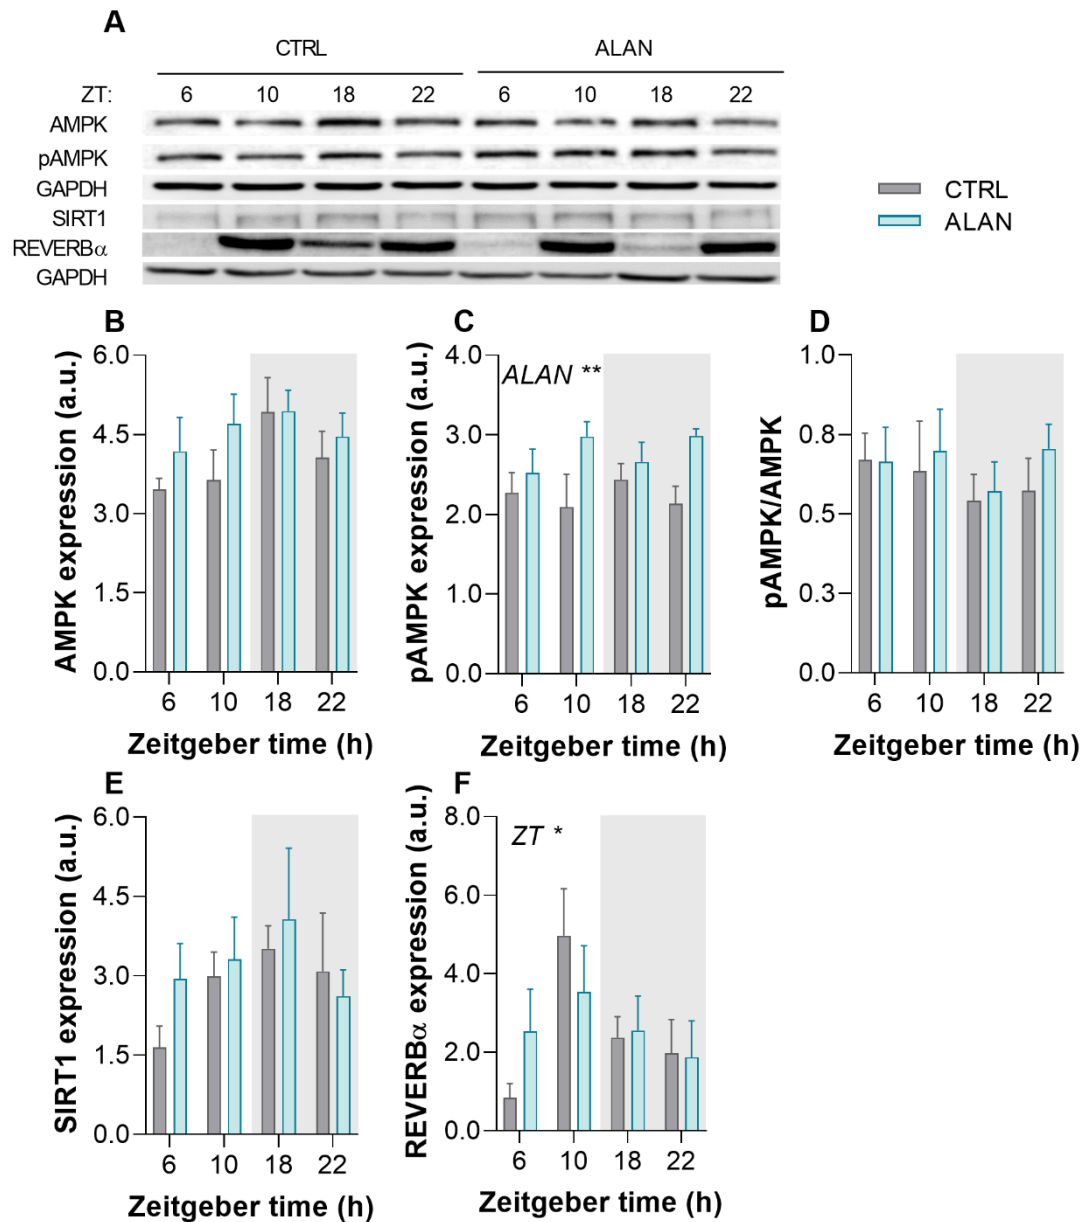 A
CTRL ALAN
ZT: 6 10 18 22 6 10 18 22
AMPK
pAMPK
GAPDH
SIRT1
REVERBα
GAPDH
CTRL
ALAN
B
AMPK expression (a.u.)
6.0
4.5
3.0
1.5
0.0
6 10 18 22
Zeitgeber time (h)
C
pAMPK expression (a.u.)
ALAN **
4.0
3.0
2.0
1.0
0.0
6 10 18 22
Zeitgeber time (h)
D
pAMPK/AMPK
1.0
0.8
0.5
0.3
0.0
6 10 18 22
Zeitgeber time (h)
E
SIRT1 expression (a.u.)
6.0
4.5
3.0
1.5
0.0
6 10 18 22
Zeitgeber time (h)
F
REVERBα expression (a.u.)
ZT *
8.0
6.0
4.0
2.0
0.0
6 10 18 22
Zeitgeber time (h)